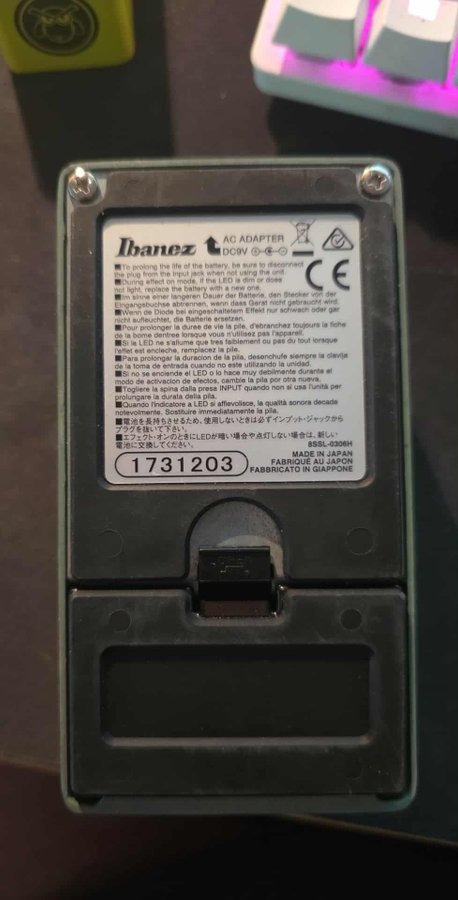 Ibanez AC ADAPTER
DC9V
■To prolong the life of the battery, be sure to disconnect
the plug from the input jack when not using the unit.
■During effect on mode, if the LED is dim or does
not light, replace the battery with a new one.
■Im sinne einer langeren Dauer der Batterie, den Stecker von der
Eingangsbuchse abtrennen, wenn dass Gerät nicht gebraucht wird.
■Wenn de Diode bei eingeschaltetem Effekt nur schwach oder gar
nicht aufleuchtet, die Batterie ersetzen.
■Pour prolonger la duree de vie la pile, d'ebranchez toujours la fiche
de la borne dentree lorsque vous n'utilisez pas l'appareil.
■Si le LED ne s'allume que tres faiblement ou pas du tout lorsque
l'effet est encleche, remplacez la pile.
■Para prolongar la duracion de la pila, desenchufe siempre la clavija
de la toma de entrada cuando no este utilizando la unidad.
■Si no se enciende el LED o lo hace muy debilmente durante el
modo de activacion de efectos, cambie la pila por otra nueva.
■Togliere la spina dalla press INPUT quando non si usa l'unità per
prolungare la durata della pila.
■Quando l'indicatore a LED si affievolisce, la qualità sonora decade
notevolmente. Sostituire immediatamente la pila.
■電池を長持ちさせるため、使用しないときは必ずインプット・ジャックから
プラグを抜いて下さい。
■エフェクト・オンのときにLEDが暗い場合や点灯しない場合は、新しい
電池に交換してください。
8SSL-0306H
1731203
MADE IN JAPAN
FABRIQUÉ AU JAPON
FABBRICATO IN GIAPPONE